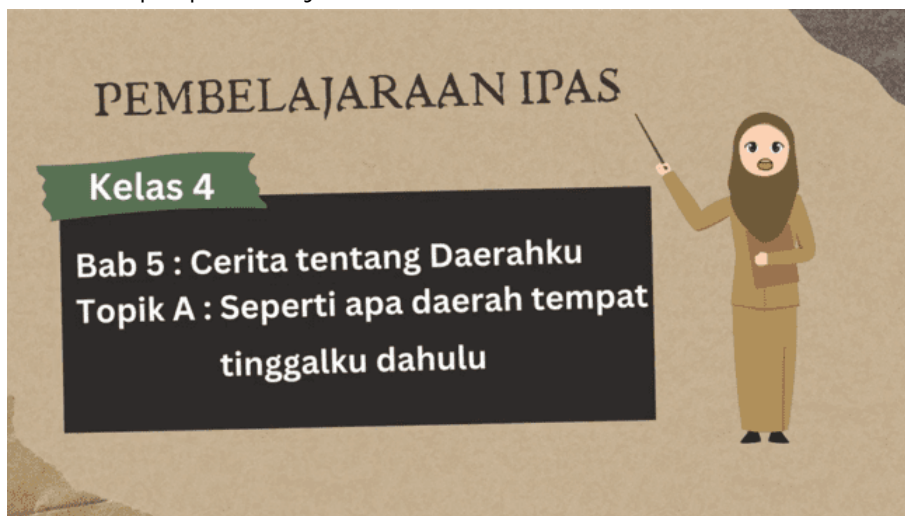 PEMBELAJARAAN IPAS
Kelas 4
Bab 5 : Cerita tentang Daerahku
Topik A : Seperti apa daerah tempat
tinggalku dahulu